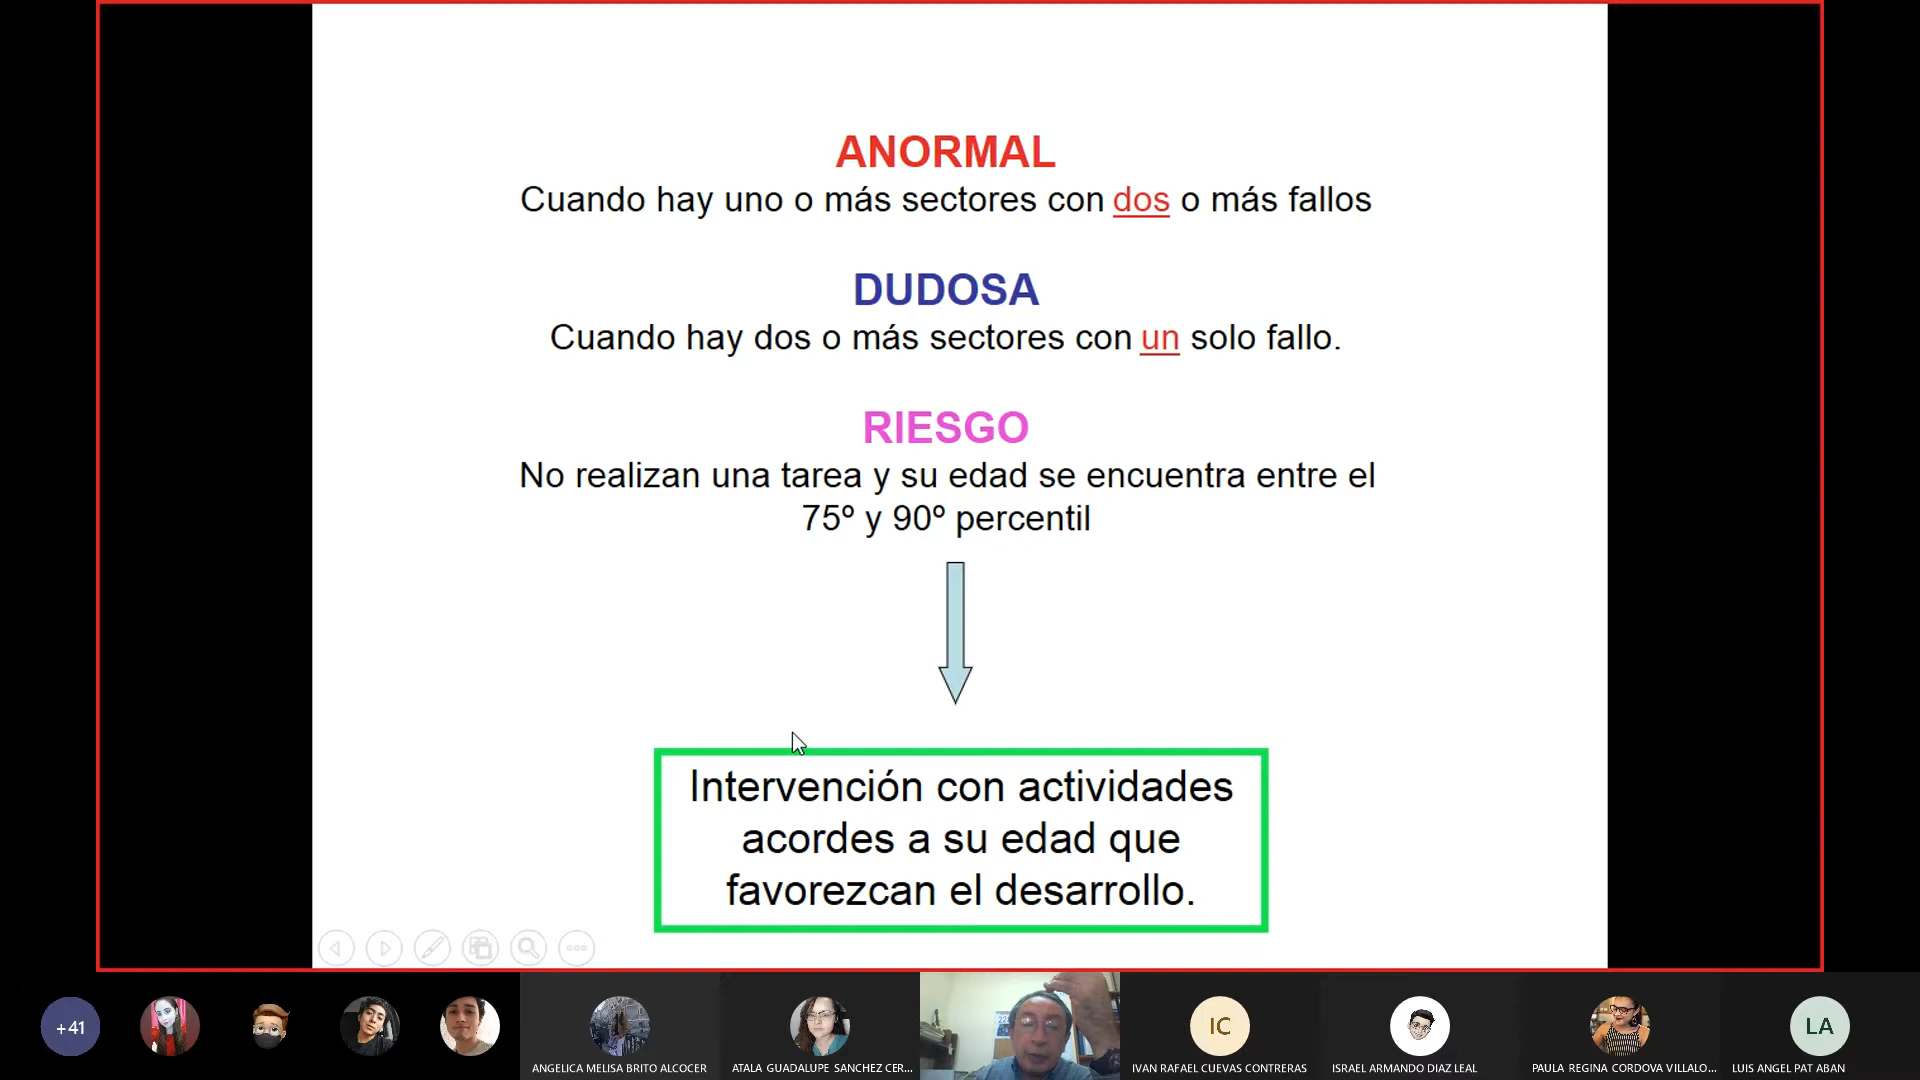 ANORMAL
Cuando hay uno o más sectores con dos o más fallos
DUDOSA
Cuando hay dos o más sectores con un solo fallo.
RIESGO
No realizan una tarea y su edad se encuentra entre el
75º y 90º percentil
Intervención con actividades
acordes a su edad que
favorezcan el desarrollo.
+41
IC
LA
ANGELICA MELISA BRITO ALCOCER
ATALA GUADALUPE SANCHEZ CER...
IVAN RAFAEL CUEVAS CONTRERAS
ISRAEL ARMANDO DIAZ LEAL
PAULA REGINA CORDOVA VILLALO...
LUIS ANGEL PAT ABAN